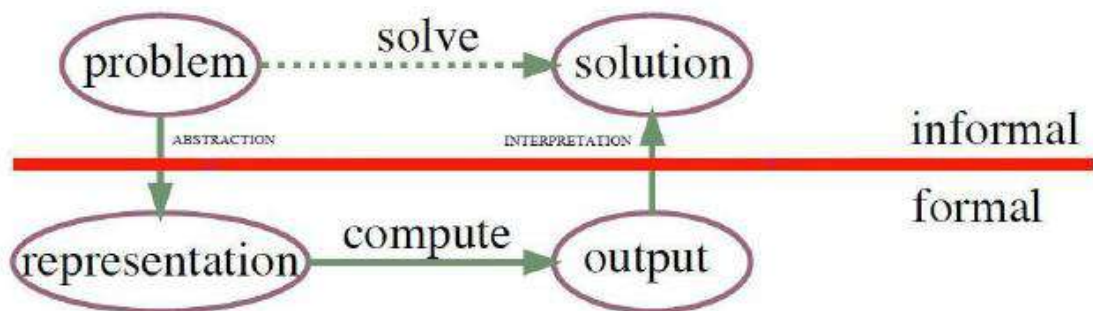 solve
problem
solution
ABSTRACTION
INTERPRETATION
informal
formal
compute
representation
output